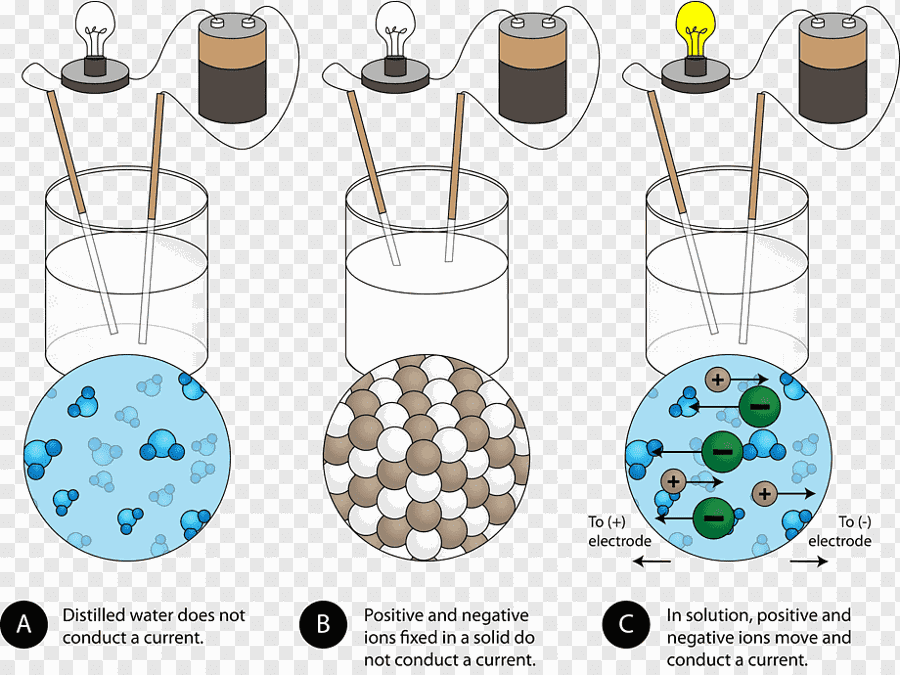 To (+)
electrode
To (-)
electrode
A
Distilled water does not
conduct a current.
B
Positive and negative
ions fixed in a solid do
not conduct a current.
C
In solution, positive and
negative ions move and
conduct a current.